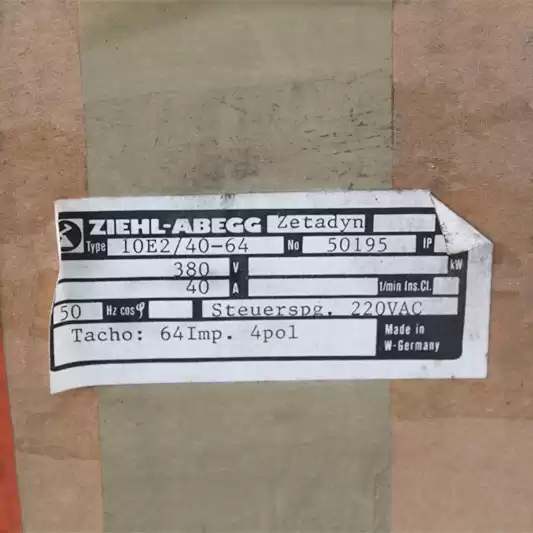 ZIEHL-ABEGG Zetadyn
Type 10E2/40-64 No 50195 IP
380 V kW
40 A 1/min Ins.Cl.
50 Hz cosφ Steuerspg. 220VAC
Tacho: 64Imp. 4pol
Made in
W-Germany